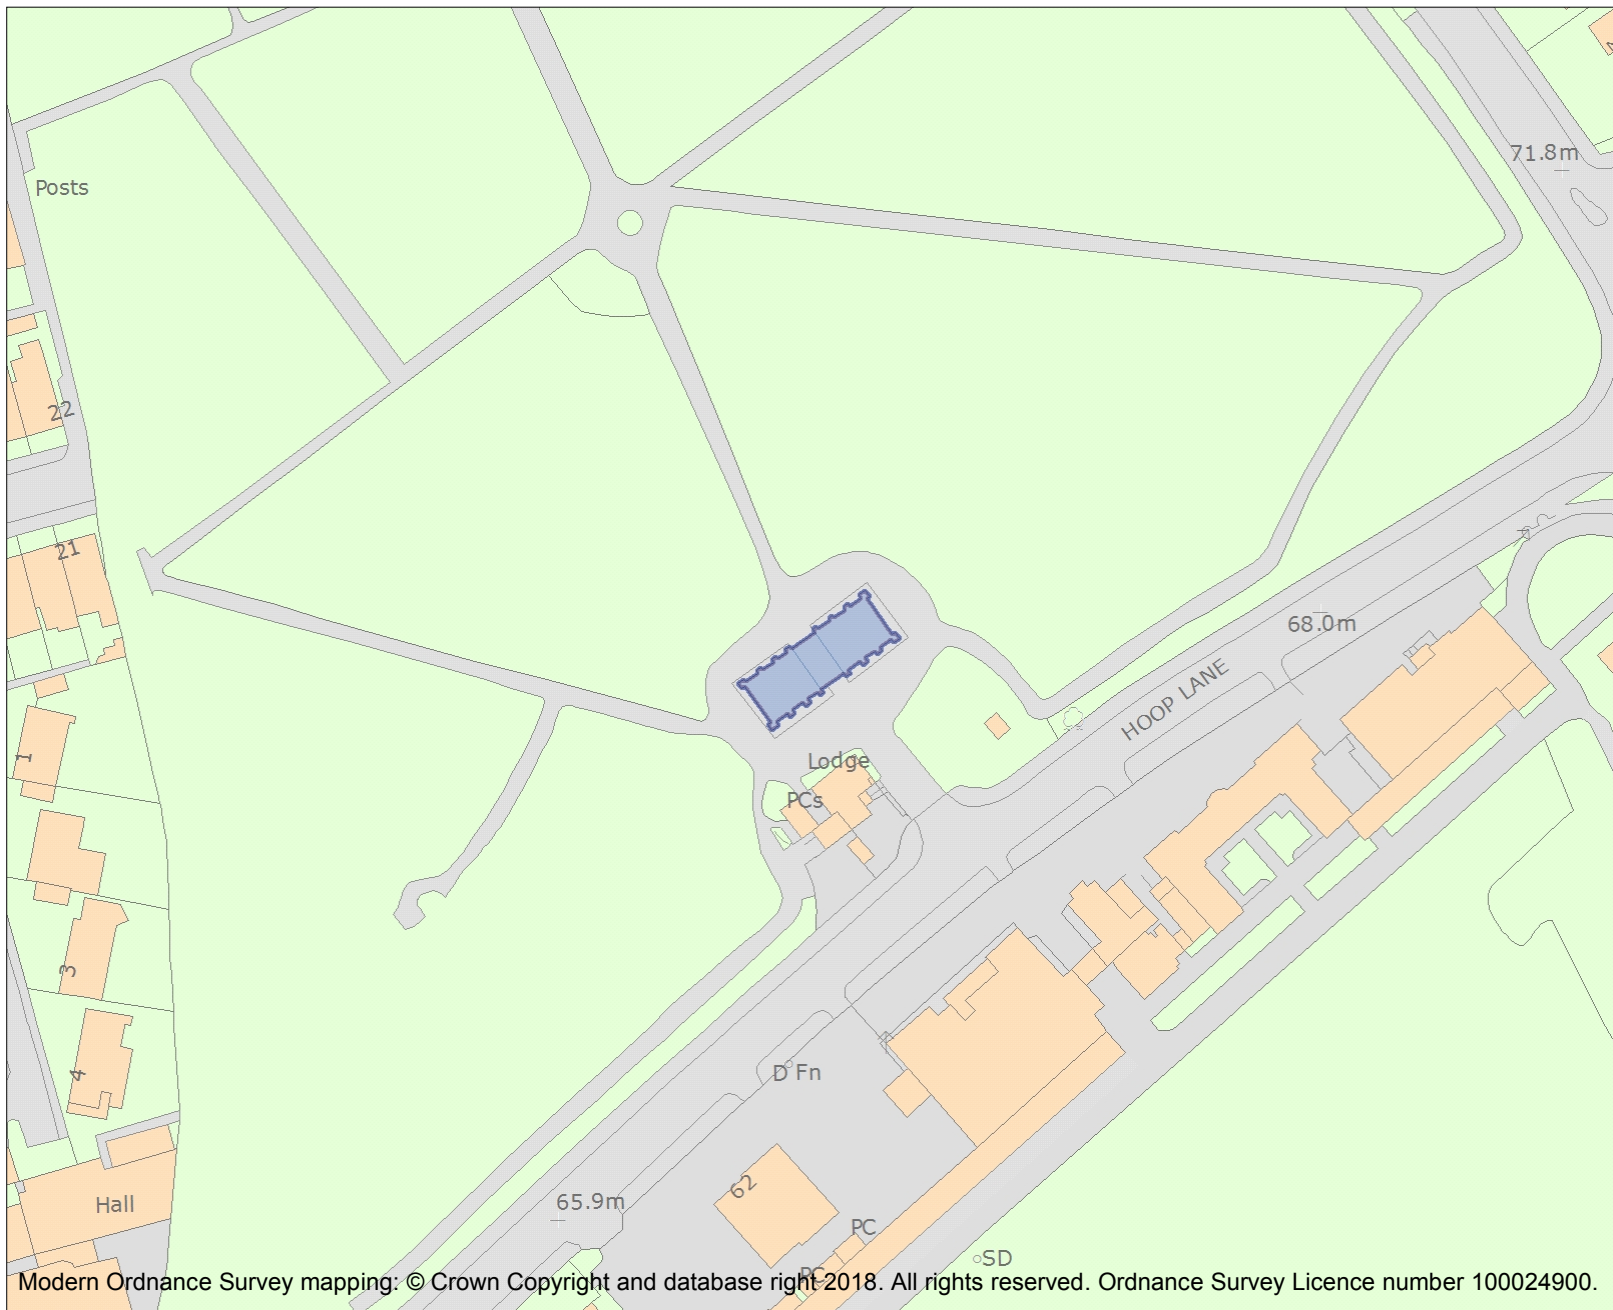 71.8m
Posts
22
21
68.0m
HOOP LANE
1
Lodge
PCs
3
4
D Fn
62
65.9m
Hall
PC
SD
PC
Modern Ordnance Survey mapping: © Crown Copyright and database right 2018. All rights reserved. Ordnance Survey Licence number 100024900.